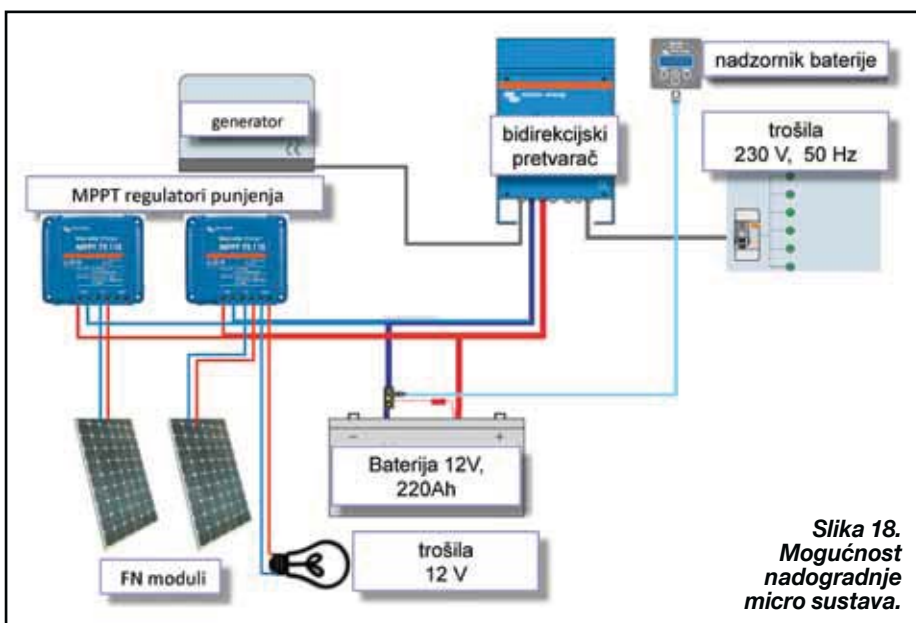 nadzornik baterije
generator
bidirekcijski
pretvarač
trošila
230 V, 50 Hz
MPPT regulatori punjenja
Baterija 12V,
220Ah
trošila
12 V
FN moduli
Slika 18.
Mogućnost
nadogradnje
micro sustava.